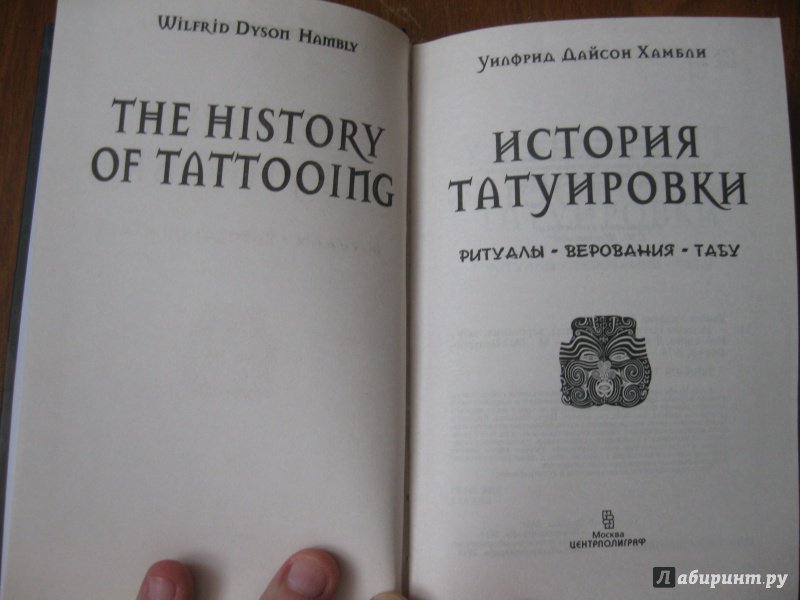 Wilfrid Dyson Hambly
THE HISTORY
OF TATTOOING
Уилфрид Дайсон Хамбли
ИСТОРИЯ
ТАТУИРОВКИ
РИТУАЛЫ - ВЕРОВАНИЯ - ТАБУ
Москва
ЦЕНТРПОЛИГРАФ
Лабиринт.ру